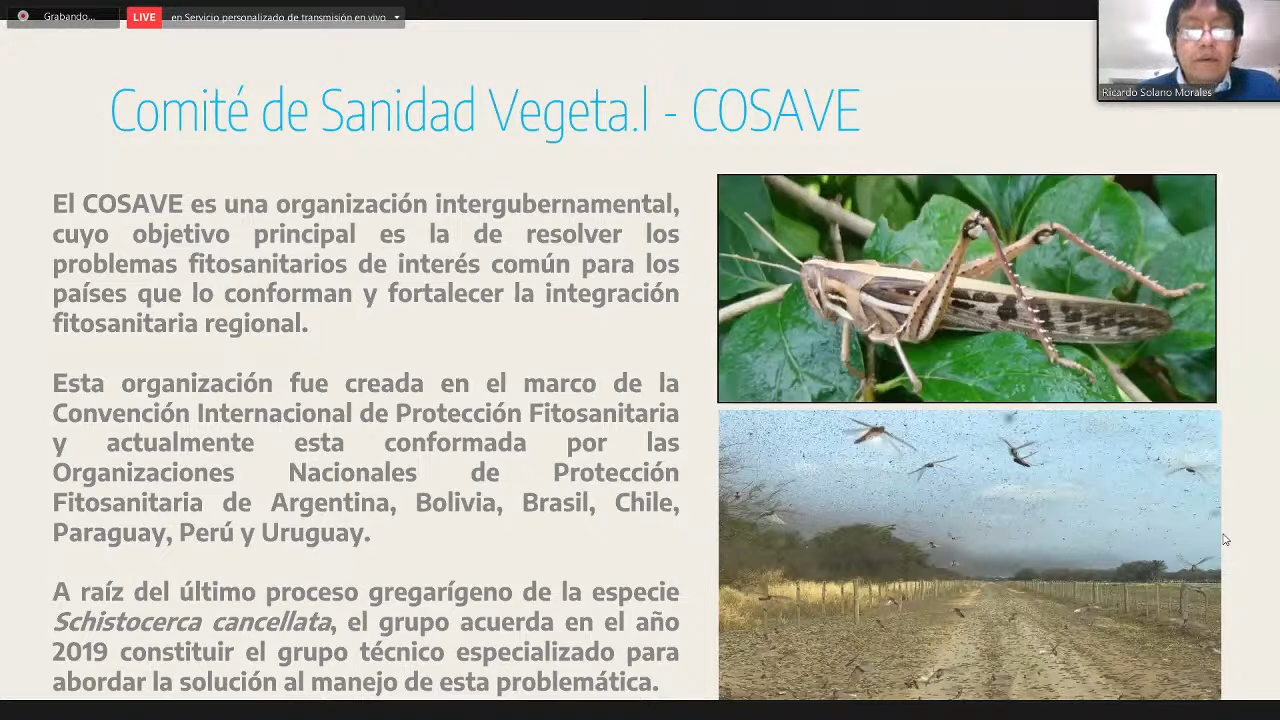 Grabando...
LIVE en Servicio personalizado de transmisión en vivo
Ricardo Solano Morales
Comité de Sanidad Vegeta.l - COSAVE
El COSAVE es una organización intergubernamental,
cuyo objetivo principal es la de resolver los
problemas fitosanitarios de interés común para los
países que lo conforman y fortalecer la integración
fitosanitaria regional.
Esta organización fue creada en el marco de la
Convención Internacional de Protección Fitosanitaria
y actualmente esta conformada por las
Organizaciones Nacionales de Protección
Fitosanitaria de Argentina, Bolivia, Brasil, Chile,
Paraguay, Perú y Uruguay.
A raíz del último proceso gregarígeno de la especie
Schistocerca cancellata, el grupo acuerda en el año
2019 constituir el grupo técnico especializado para
abordar la solución al manejo de esta problemática.